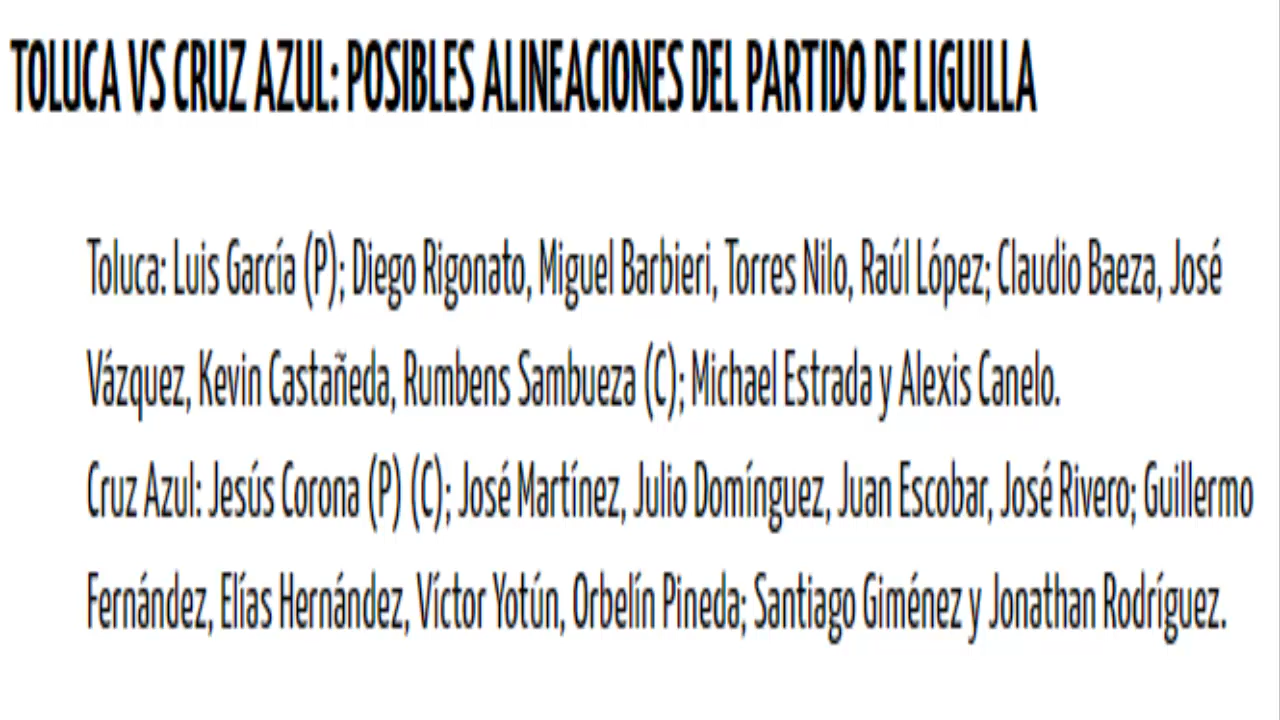 TOLUCA VS CRUZ AZUL: POSIBLES ALINEACIONES DEL PARTIDO DE LIGUILLA
Toluca: Luis García (P); Diego Rigonato, Miguel Barbieri, Torres Nilo, Raúl López; Claudio Baeza, José
Vázquez, Kevin Castañeda, Rumbens Sambueza (C); Michael Estrada y Alexis Canelo.
Cruz Azul: Jesús Corona (P) (C); José Martínez, Julio Domínguez, Juan Escobar, José Rivero; Guillermo
Fernández, Elías Hernández, Víctor Yotún, Orbelín Pineda; Santiago Giménez y Jonathan Rodríguez.